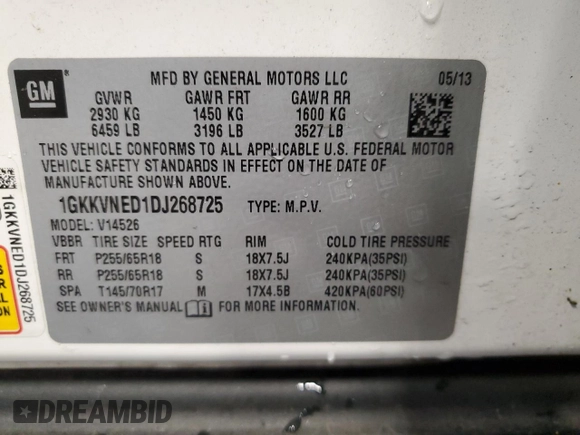 GM
®
MFD BY GENERAL MOTORS LLC 05/13
GVWR GAWR FRT GAWR RR
2930 KG 1450 KG 1600 KG
6459 LB 3196 LB 3527 LB
THIS VEHICLE CONFORMS TO ALL APPLICABLE U.S. FEDERAL MOTOR
VEHICLE SAFETY STANDARDS IN EFFECT ON THE DATE OF
MANUFACTURE SHOWN ABOVE.
1GKKVNED1DJ268725 TYPE: M.P.V.
MODEL: V14526
VBBR TIRE SIZE SPEED RTG RIM COLD TIRE PRESSURE
FRT P255/65R18 S 18X7.5J 240KPA(35PSI)
RR P255/65R18 S 18X7.5J 240KPA(35PSI)
SPA T145/70R17 M 17X4.5B 420KPA(60PSI)
SEE OWNER'S MANUAL FOR MORE INFORMATION.
1GKKVNED1DJ268725
DREAMBID